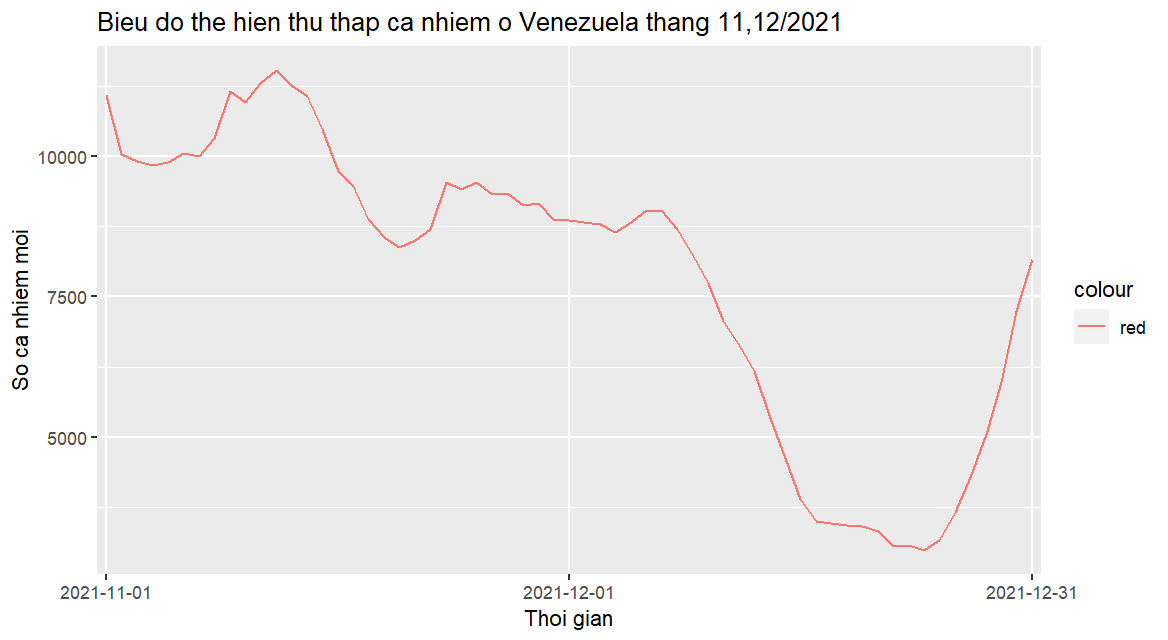 Bieu do the hien thu thap ca nhiem o Venezuela thang 11,12/2021
So ca nhiem moi
10000
7500
5000
2021-11-01
2021-12-01
2021-12-31
Thoi gian
colour
red